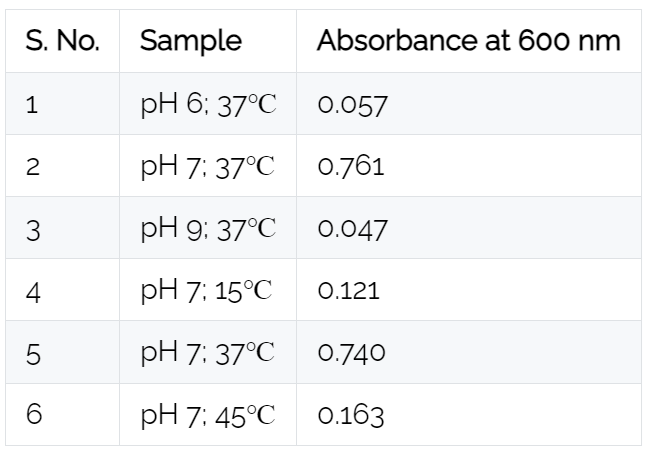 S. No. Sample Absorbance at 600 nm
1 pH 6; 37°C 0.057
2 pH 7; 37°C 0.761
3 pH 9; 37°C 0.047
4 pH 7; 15°C 0.121
5 pH 7; 37°C 0.740
6 pH 7; 45°C 0.163